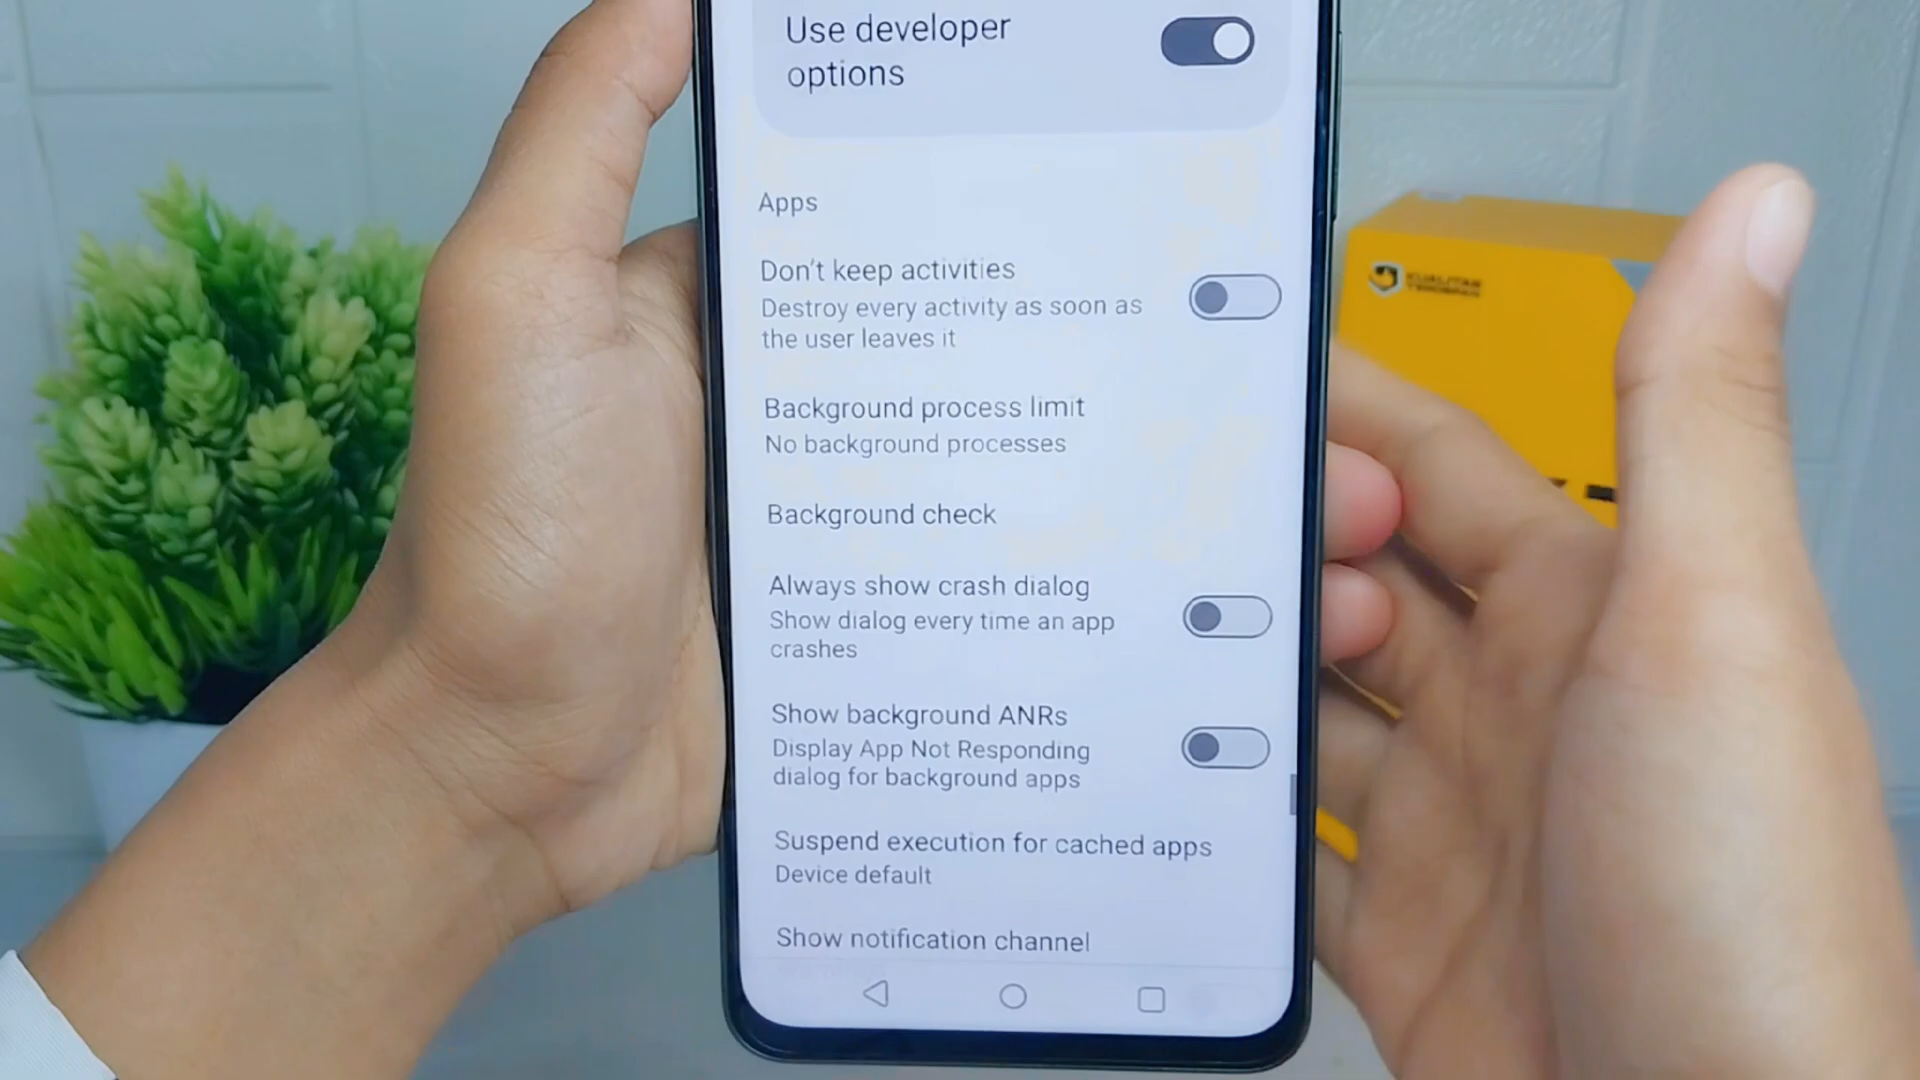 Use developer
options
Apps
Don't keep activities
Destroy every activity as soon as
the user leaves it
Background process limit
No background processes
Background check
Always show crash dialog
Show dialog every time an app
crashes
Show background ANRs
Display App Not Responding
dialog for background apps
Suspend execution for cached apps
Device default
Show notification channel